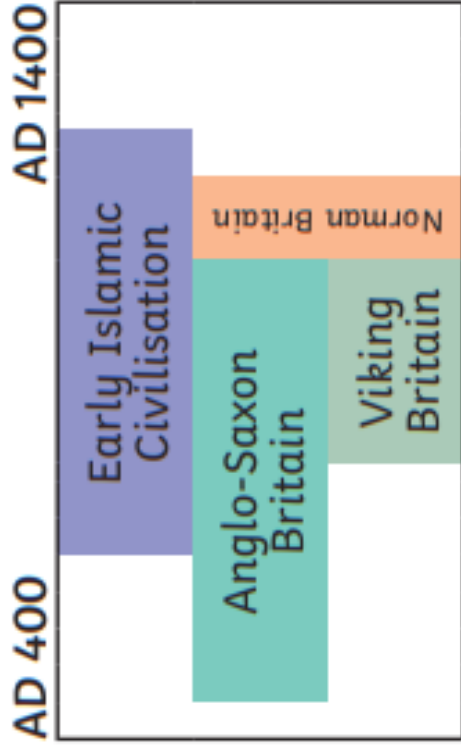 AD 400
AD 1400
Early Islamic
Civilisation
Anglo-Saxon
Britain
Viking
Britain
Norman Britain